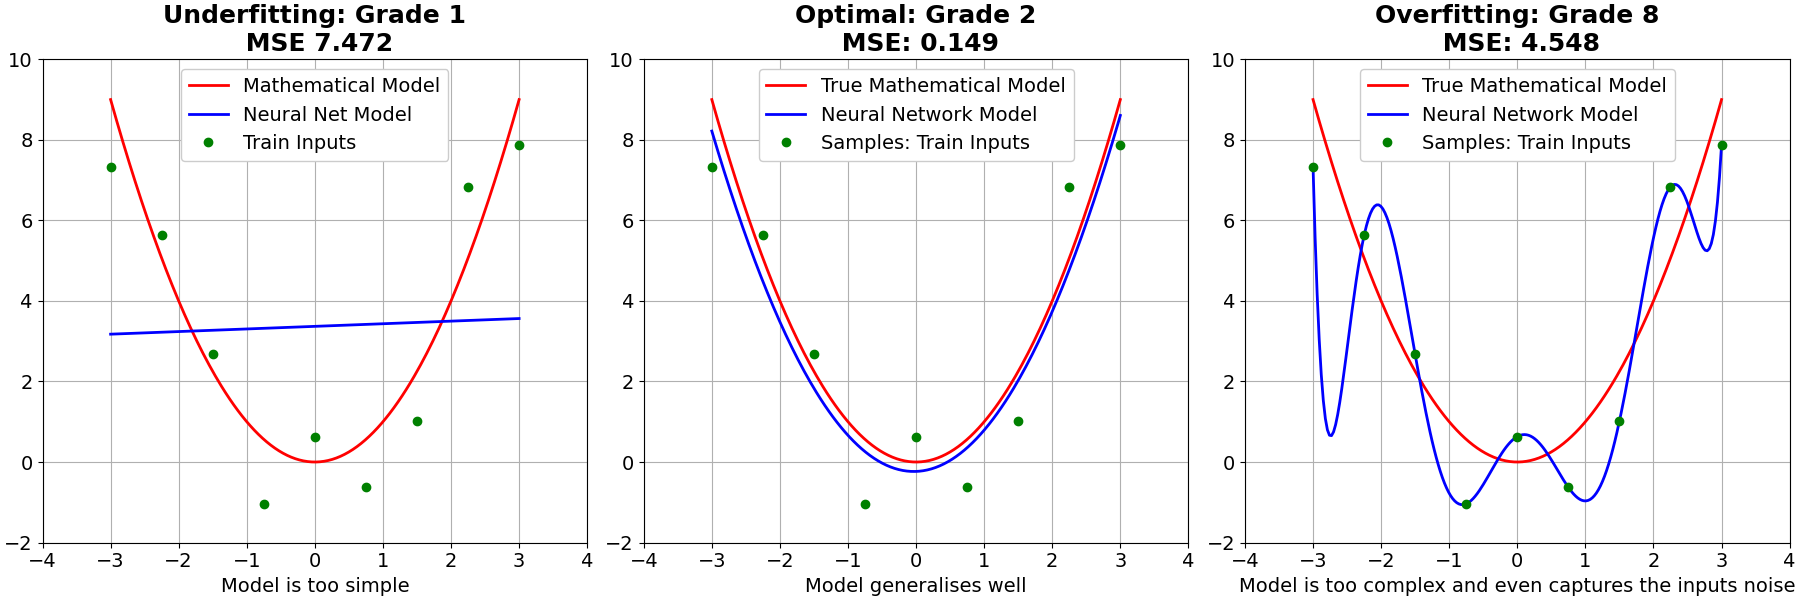 Underfitting: Grade 1
MSE 7.472
10
8
6
4
2
0
−2
−4
−3
−2
−1
0
1
2
3
4
Mathematical Model
Neural Net Model
Train Inputs
Model is too simple
Optimal: Grade 2
MSE: 0.149
10
8
6
4
2
0
−2
−4
−3
−2
−1
0
1
2
3
4
True Mathematical Model
Neural Network Model
Samples: Train Inputs
Model generalises well
Overfitting: Grade 8
MSE: 4.548
10
8
6
4
2
0
−2
−4
−3
−2
−1
0
1
2
3
4
True Mathematical Model
Neural Network Model
Samples: Train Inputs
Model is too complex and even captures the inputs noise